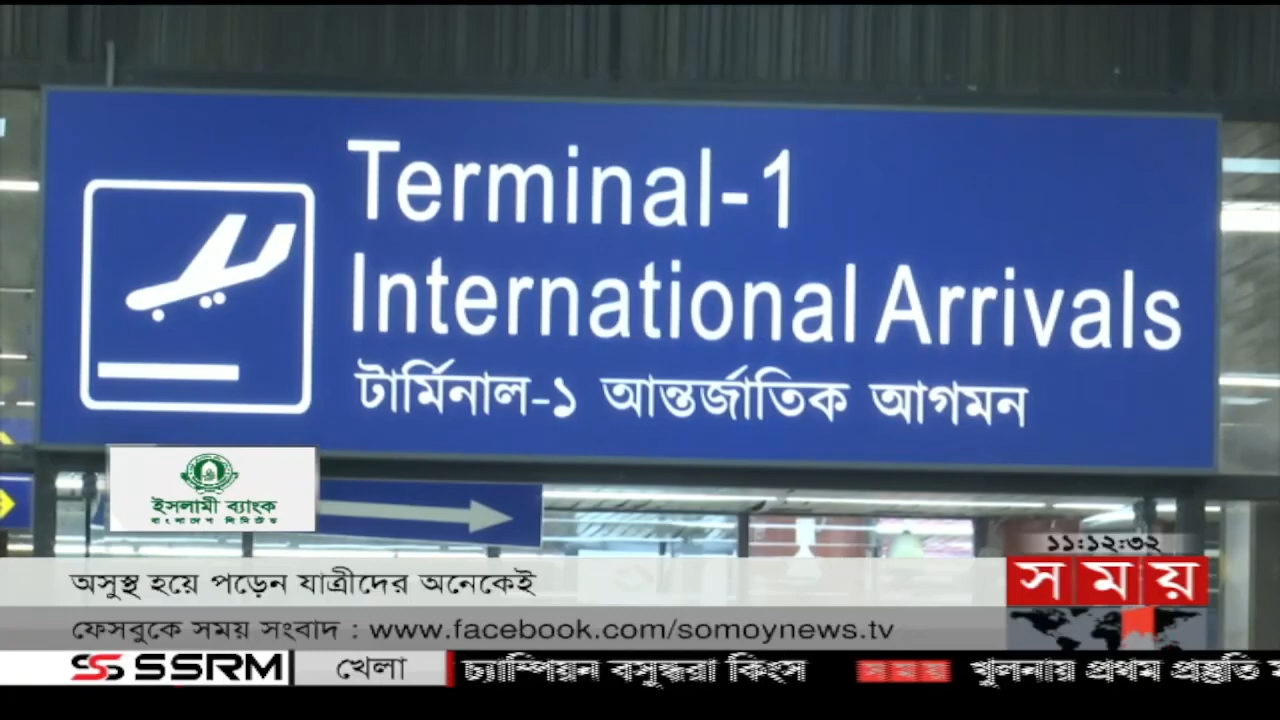 Terminal-1
International Arrivals
টার্মিনাল-১ আন্তর্জাতিক আগমন
ইসলামী ব্যাংক
বাংলাদেশ লিমিটেড
১১:১২:৩২
অসুস্থ হয়ে পড়েন যাত্রীদের অনেকেই
সময়
ফেসবুকে সময় সংবাদ : www.facebook.com/somoynews.tv
SSRM খেলা চ্যাম্পিয়ন বসুন্ধরা কিংস সময় খুলনার প্রথম প্রস্তুতি